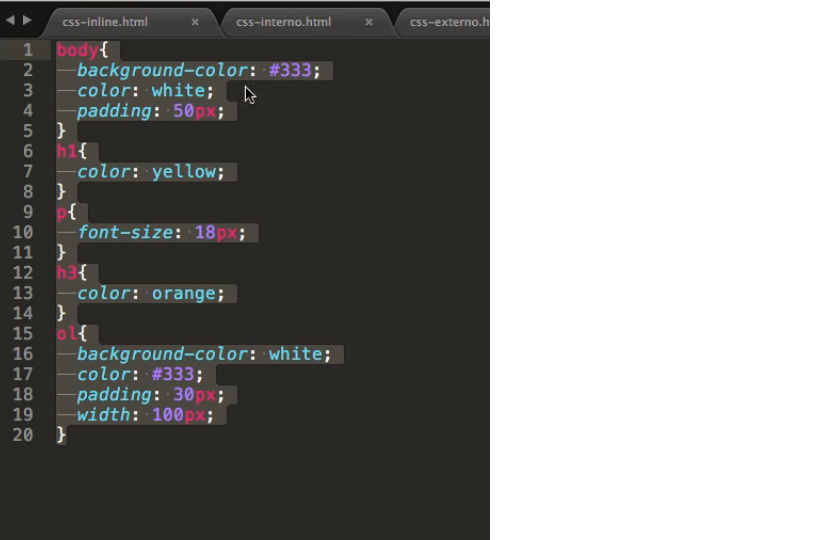 css-inline.html × css-interno.html × css-externo.h
1 body{
2 background-color: #333;
3 color: white;
4 padding: 50px;
5 }
6 h1{
7 color: yellow;
8 }
9 p{
10 font-size: 18px;
11 }
12 h3{
13 color: orange;
14 }
15 ol{
16 background-color: white;
17 color: #333;
18 padding: 30px;
19 width: 100px;
20 }